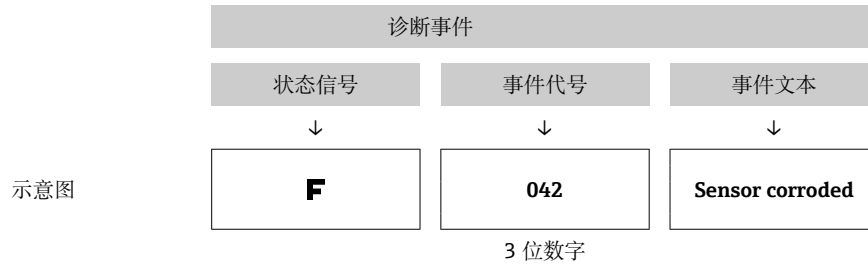 诊断事件
状态信号 事件代号 事件文本
↓ ↓ ↓
示意图 F 042 Sensor corroded
3 位数字